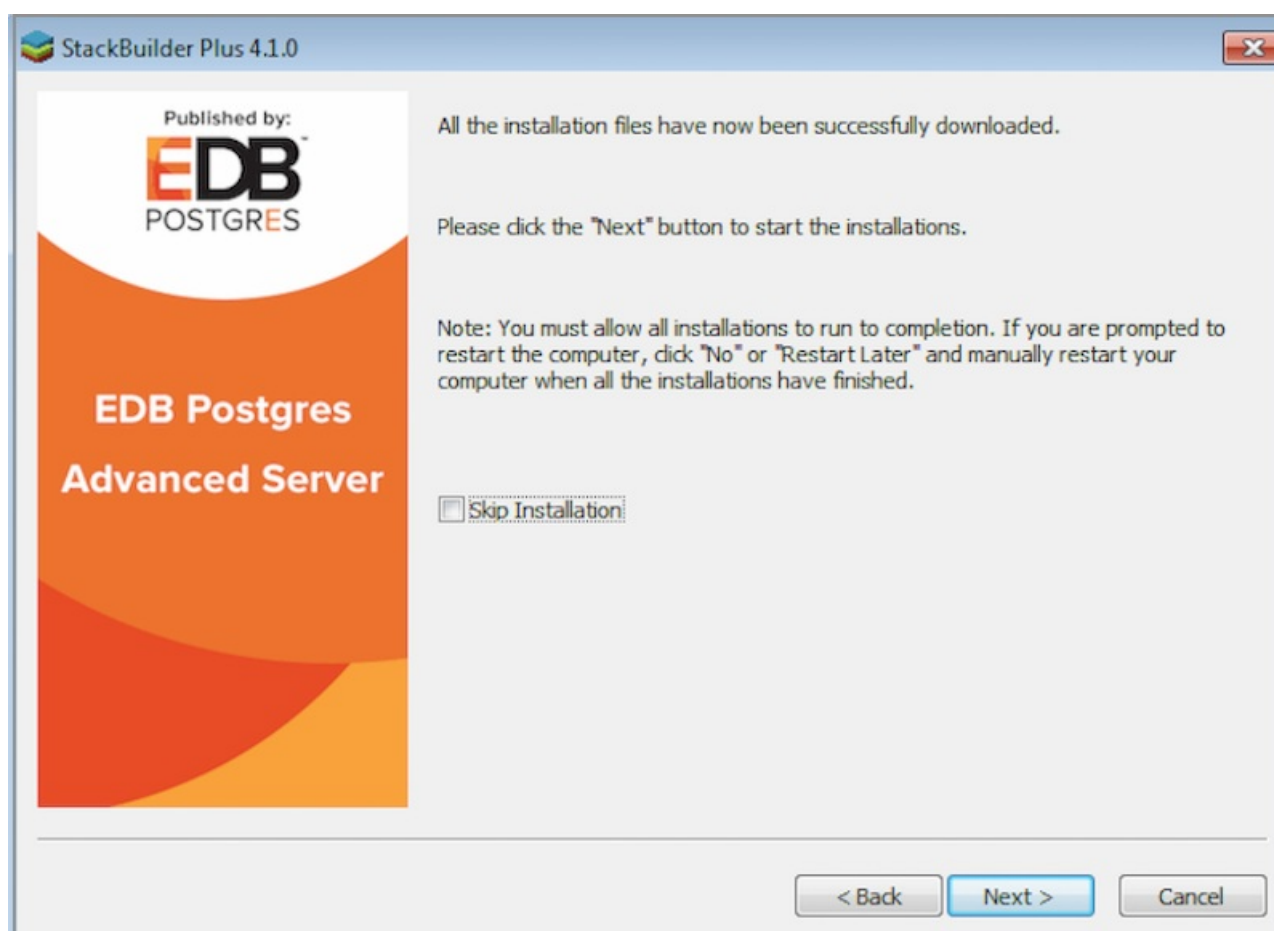 StackBuilder Plus 4.1.0
Published by:
EDB™
POSTGRES
EDB Postgres
Advanced Server
All the installation files have now been successfully downloaded.
Please click the "Next" button to start the installations.
Note: You must allow all installations to run to completion. If you are prompted to
restart the computer, click "No" or "Restart Later" and manually restart your
computer when all the installations have finished.
Skip Installation
< Back
Next >
Cancel